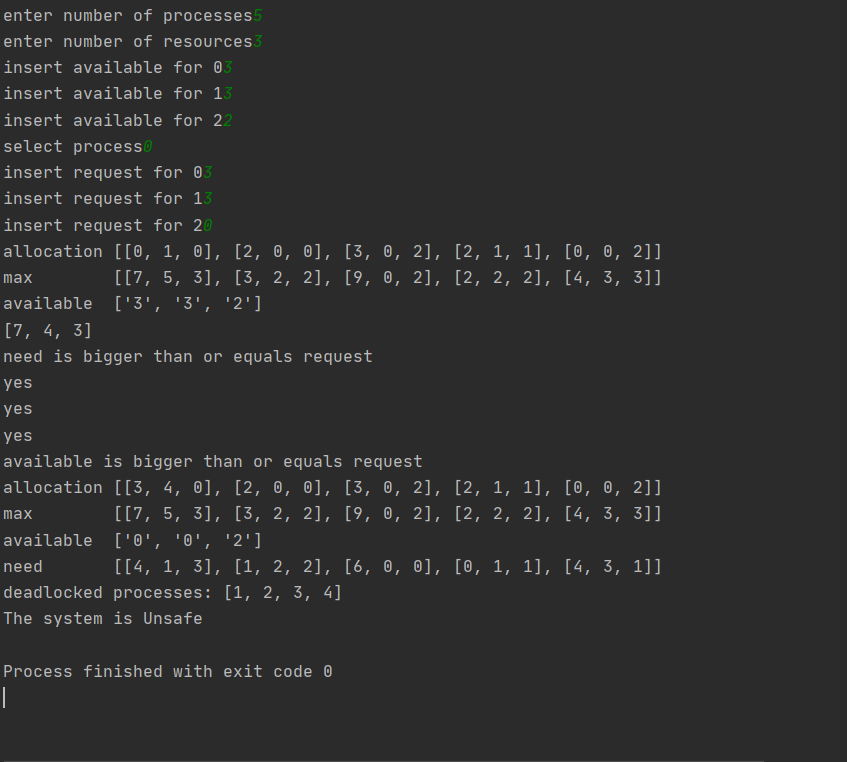 enter number of processes5
enter number of resources3
insert available for 03
insert available for 13
insert available for 22
select process0
insert request for 03
insert request for 13
insert request for 20
allocation [[0, 1, 0], [2, 0, 0], [3, 0, 2], [2, 1, 1], [0, 0, 2]]
max        [[7, 5, 3], [3, 2, 2], [9, 0, 2], [2, 2, 2], [4, 3, 3]]
available  ['3', '3', '2']
[7, 4, 3]
need is bigger than or equals request
yes
yes
yes
available is bigger than or equals request
allocation [[3, 4, 0], [2, 0, 0], [3, 0, 2], [2, 1, 1], [0, 0, 2]]
max        [[7, 5, 3], [3, 2, 2], [9, 0, 2], [2, 2, 2], [4, 3, 3]]
available  ['0', '0', '2']
need       [[4, 1, 3], [1, 2, 2], [6, 0, 0], [0, 1, 1], [4, 3, 1]]
deadlocked processes: [1, 2, 3, 4]
The system is Unsafe

Process finished with exit code 0